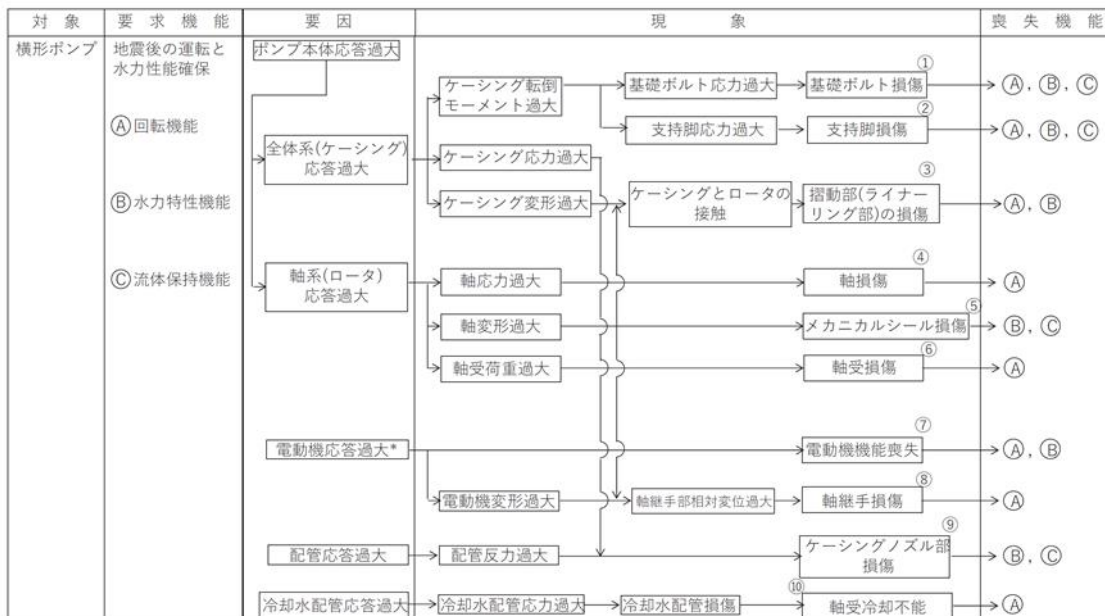 対象
要求機能
要因
現象
喪失機能
横形ポンプ
地震後の運転と
水力性能確保
Ⓐ回転機能
Ⓑ水力特性機能
Ⓒ流体保持機能
ポンプ本体応答過大
全体系(ケーシング)
応答過大
ケーシング転倒
モーメント過大
基礎ボルト応力過大
①
基礎ボルト損傷
Ⓐ, Ⓑ, Ⓒ
支持脚応力過大
②
支持脚損傷
Ⓐ, Ⓑ, Ⓒ
ケーシング応力過大
ケーシング変形過大
ケーシングとロータの
接触
③
摺動部(ライナー
リング部)の損傷
Ⓐ, Ⓑ
軸系(ロータ)
応答過大
軸応力過大
④
軸損傷
Ⓐ
軸変形過大
⑤
メカニカルシール損傷
Ⓑ, Ⓒ
軸受荷重過大
⑥
軸受損傷
Ⓐ
電動機応答過大*
⑦
電動機機能喪失
Ⓐ, Ⓑ
電動機変形過大
軸継手部相対変位過大
⑧
軸継手損傷
Ⓐ
配管応答過大
配管反力過大
⑨
ケーシングノズル部
損傷
Ⓑ, Ⓒ
冷却水配管応答過大
冷却水配管応力過大
冷却水配管損傷
⑩
軸受冷却不能
Ⓐ